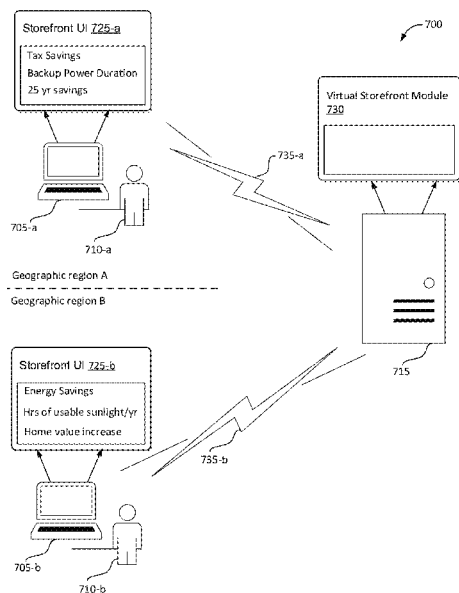 700
Storefront UI 725-a
Tax Savings
Backup Power Duration
25 yr savings
Virtual Storefront Module
730
735-a
705-a
710-a
Geographic region A
Geographic region B
715
Storefront UI 725-b
Energy Savings
Hrs of usable sunlight/yr
Home value increase
735-b
705-b
710-b